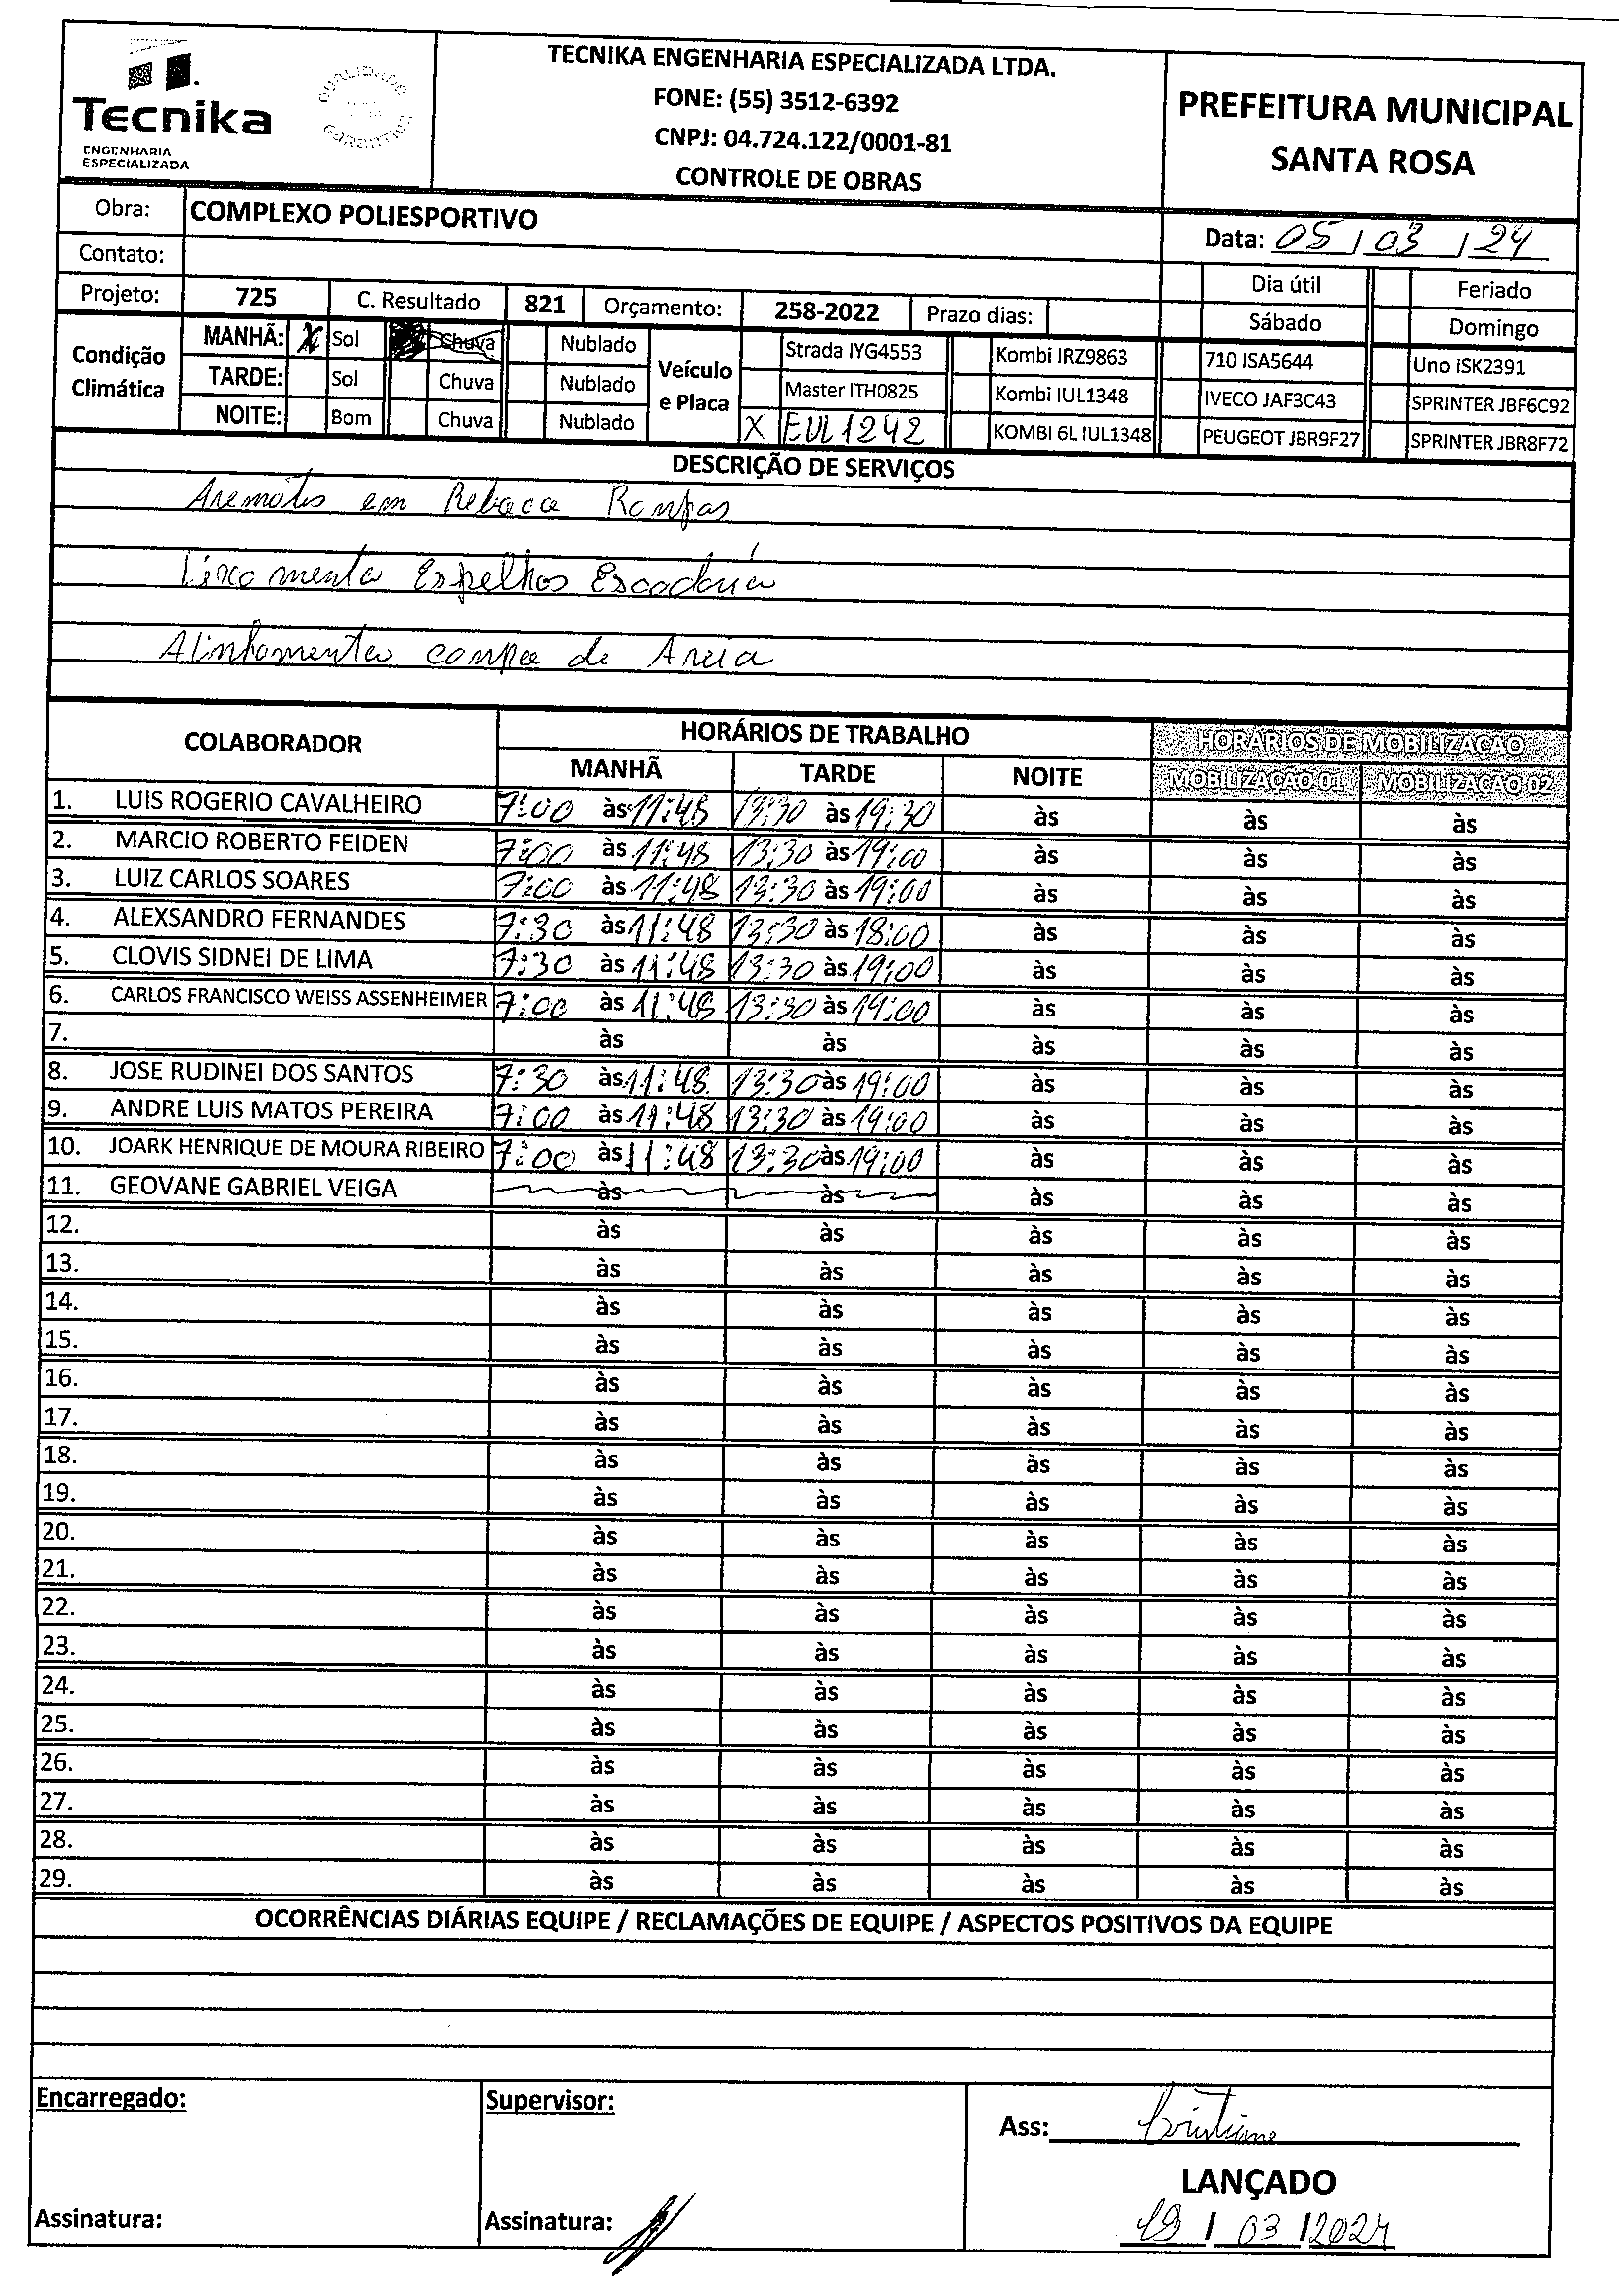 Tecnika
ENGENHARIA
ESPECIALIZADA
QUALIDADE
GARANTIDA
TECNIKA ENGENHARIA ESPECIALIZADA LTDA.
FONE: (55) 3512-6392
CNPJ: 04.724.122/0001-81
CONTROLE DE OBRAS
PREFEITURA MUNICIPAL
SANTA ROSA
Obra: COMPLEXO POLIESPORTIVO
Data: 05/03/24
Contato:
Dia útil Feriado
Projeto: 725 C. Resultado 821 Orçamento: 258-2022 Prazo dias:
Sábado Domingo
Condição Climática
MANHÃ: X Sol Chuva Nublado
TARDE: Sol Chuva Nublado
NOITE: Bom Chuva Nublado
Veículo e Placa
Strada IYG4553 Kombi IRZ9863 710 ISA5644 Uno iSK2391
Master ITH0825 Kombi IUL1348 IVECO JAF3C43 SPRINTER JBF6C92
X EUL1242 KOMBI 6L IUL1348 PEUGEOT JBR9F27 SPRINTER JBR8F72
DESCRIÇÃO DE SERVIÇOS
em Reboco Rampas
Espelhos Escadaria
Alinhamento campo de Areia
COLABORADOR HORÁRIOS DE TRABALHO HORÁRIOS DE MOBILIZAÇÃO
MANHÃ TARDE NOITE MOBILIZAÇÃO 01 MOBILIZAÇÃO 02
1. LUIS ROGERIO CAVALHEIRO 7:00 às 11:48 às 19:30 às às às
2. MARCIO ROBERTO FEIDEN 7:00 às 11:48 13:30 às 19:00 às às às
3. LUIZ CARLOS SOARES 7:00 às 11:48 13:30 às 19:00 às às às
4. ALEXSANDRO FERNANDES 7:30 às 11:48 13:30 às 18:00 às às às
5. CLOVIS SIDNEI DE LIMA 7:30 às 11:48 13:30 às 19:00 às às às
6. CARLOS FRANCISCO WEISS ASSENHEIMER 7:00 às 11:48 13:30 às 19:00 às às às
7. às às às às às
8. JOSE RUDINEI DOS SANTOS 7:30 às 11:48 13:30 às 19:00 às às às
9. ANDRE LUIS MATOS PEREIRA 7:00 às 11:48 13:30 às 19:00 às às às
10. JOARK HENRIQUE DE MOURA RIBEIRO 7:00 às 11:48 13:30 às 19:00 às às às
11. GEOVANE GABRIEL VEIGA às às às às às
12. às às às às às
13. às às às às às
14. às às às às às
15. às às às às às
16. às às às às às
17. às às às às às
18. às às às às às
19. às às às às às
20. às às às às às
21. às às às às às
22. às às às às às
23. às às às às às
24. às às às às às
25. às às às às às
26. às às às às às
27. às às às às às
28. às às às às às
29. às às às às às
OCORRÊNCIAS DIÁRIAS EQUIPE / RECLAMAÇÕES DE EQUIPE / ASPECTOS POSITIVOS DA EQUIPE
Encarregado: Supervisor:
Ass: Cristiane
LANÇADO
Assinatura: Assinatura:
19/03/2024